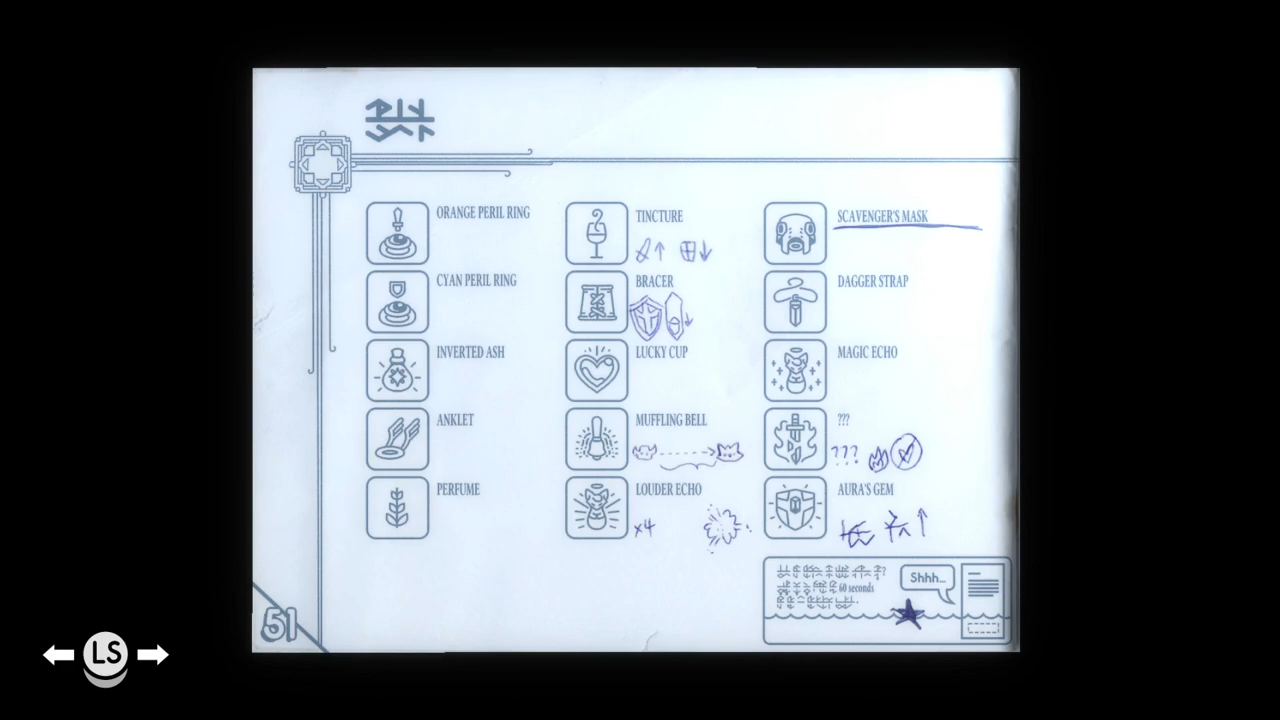 ORANGE PERIL RING
CYAN PERIL RING
INVERTED ASH
ANKLET
PERFUME
TINCTURE
BRACER
LUCKY CUP
MUFFLING BELL
LOUDER ECHO
x4
SCAVENGER'S MASK
DAGGER STRAP
MAGIC ECHO
???
???
AURA'S GEM
?
60 seconds
Shhh...
51
LS